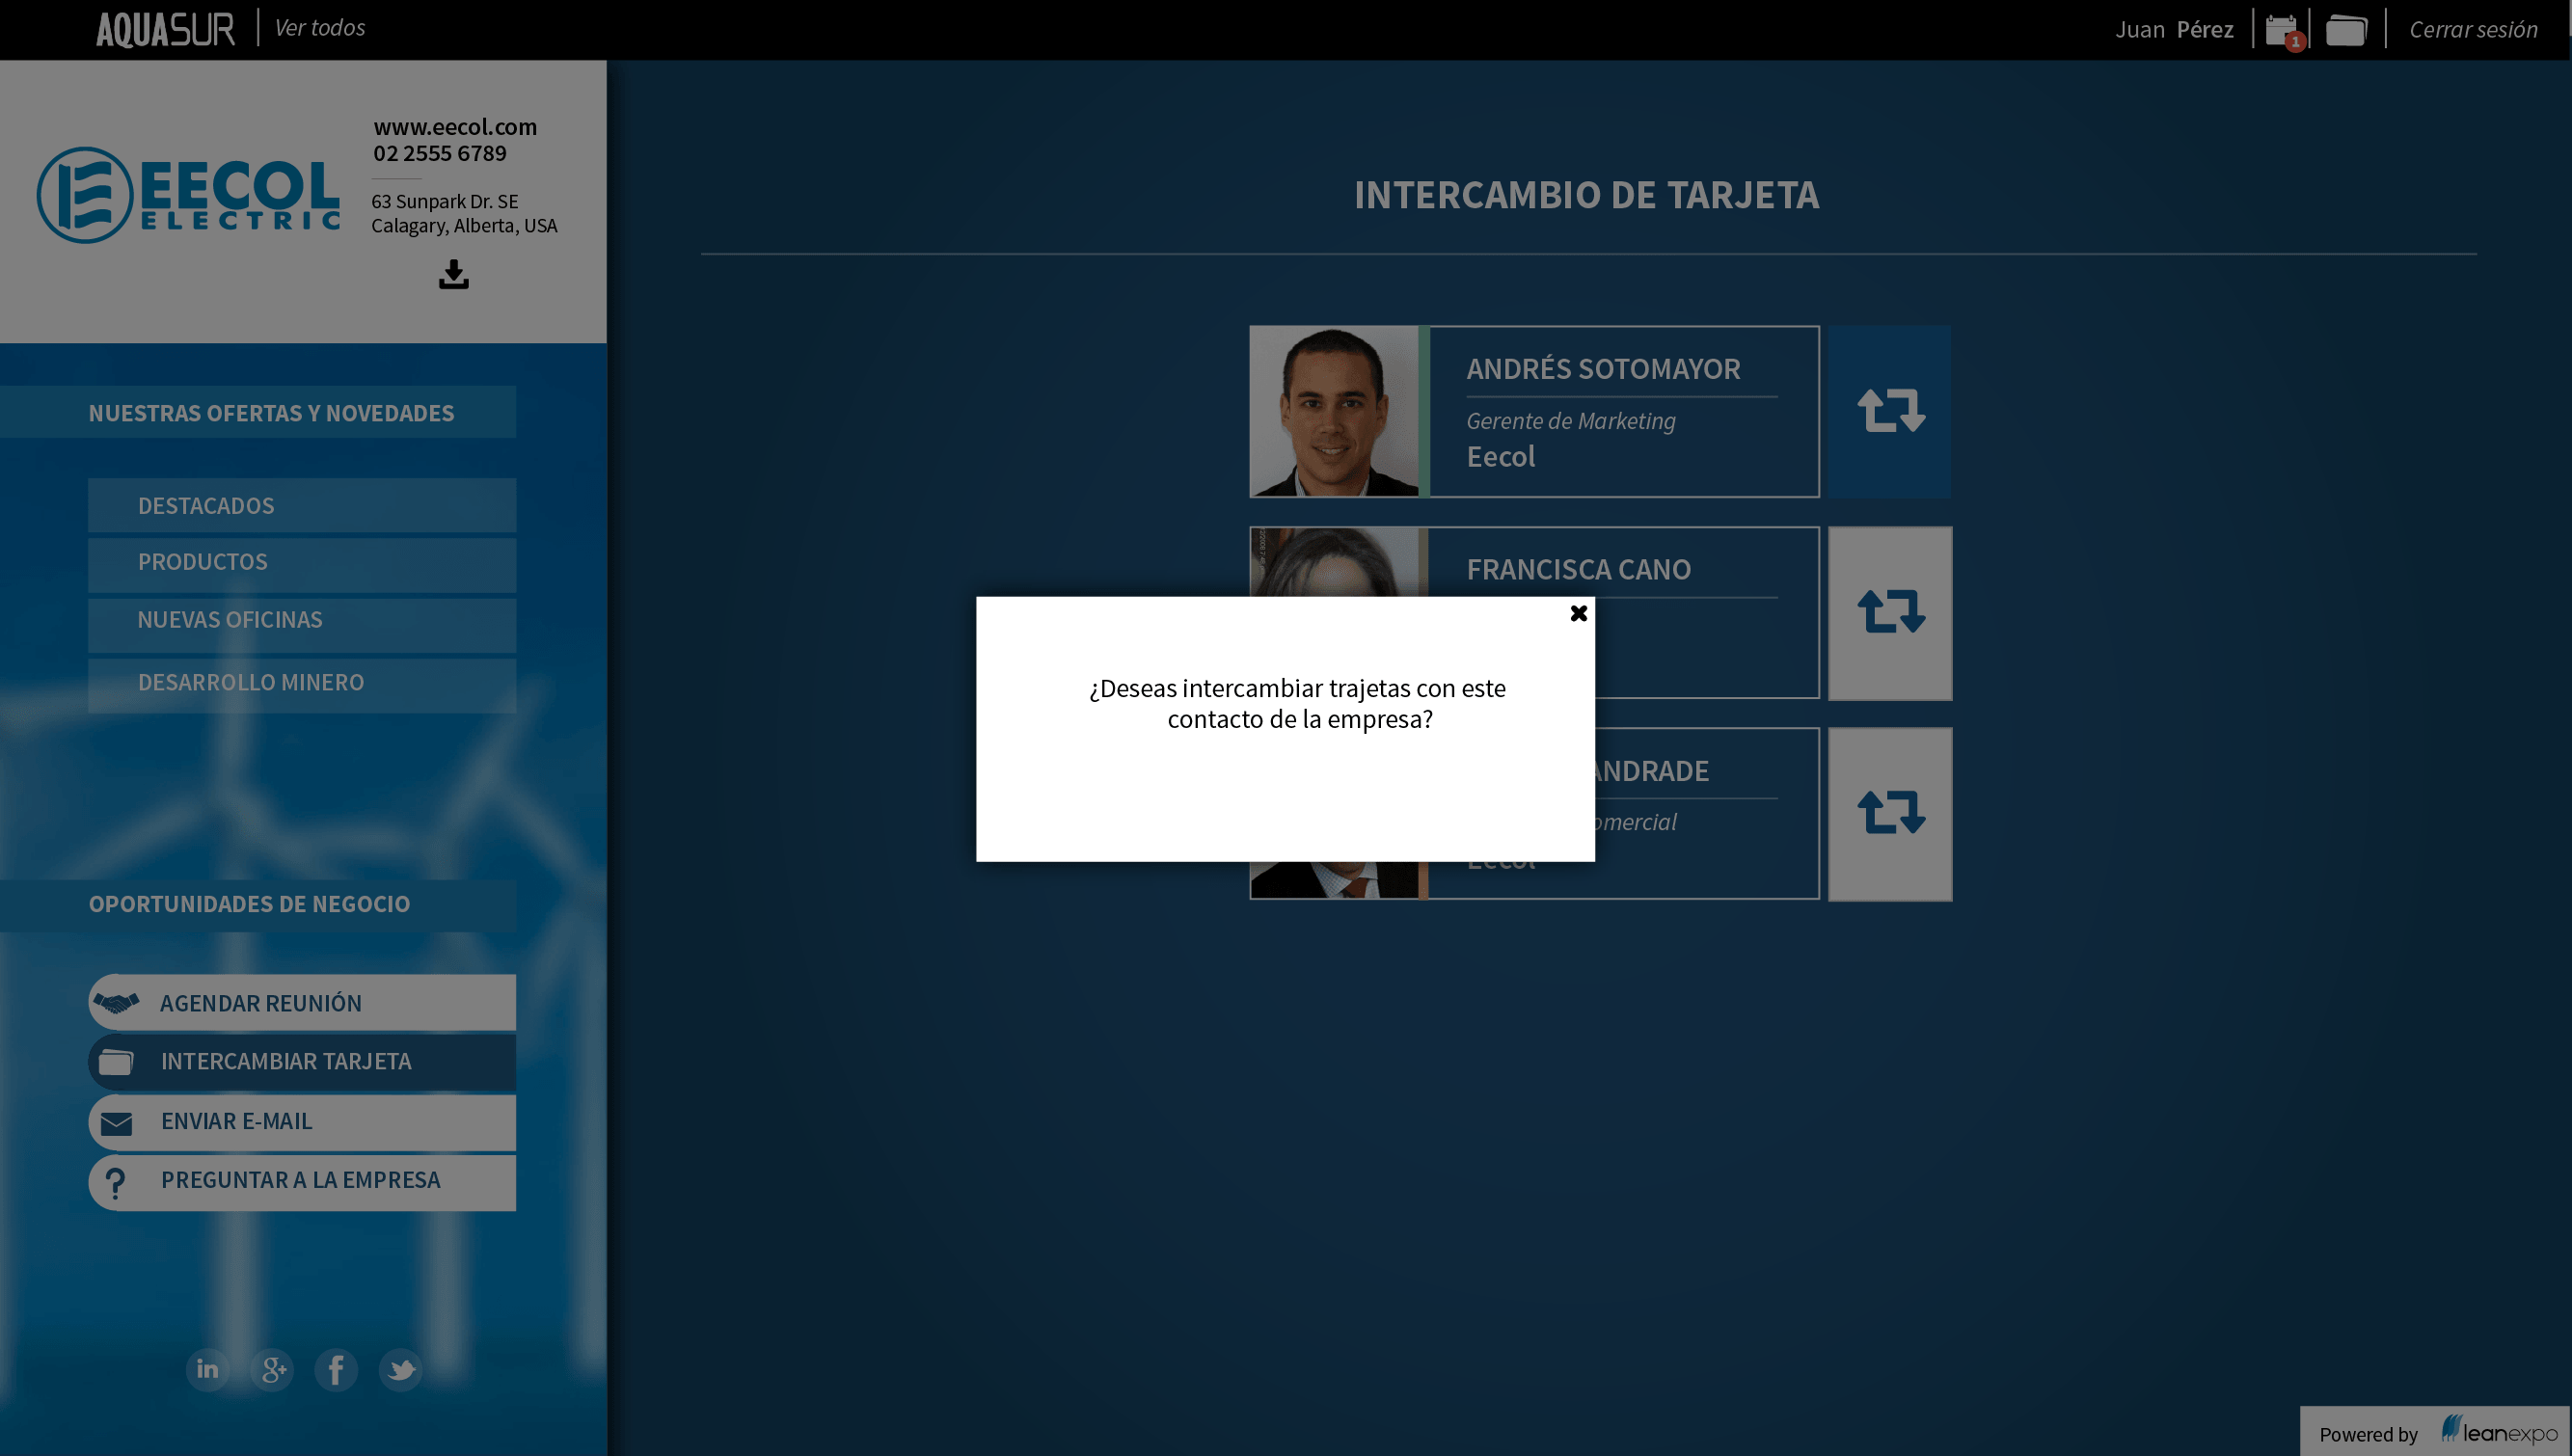 AQUASUR
Ver todos
Juan Pérez
1
Cerrar sesión
EECOL
ELECTRIC
www.eecol.com
02 2555 6789
63 Sunpark Dr. SE
Calagary, Alberta, USA
NUESTRAS OFERTAS Y NOVEDADES
DESTACADOS
PRODUCTOS
NUEVAS OFICINAS
DESARROLLO MINERO
OPORTUNIDADES DE NEGOCIO
AGENDAR REUNIÓN
INTERCAMBIAR TARJETA
ENVIAR E-MAIL
PREGUNTAR A LA EMPRESA
in g+ f
INTERCAMBIO DE TARJETA
ANDRÉS SOTOMAYOR
Gerente de Marketing
Eecol
FRANCISCA CANO
¿Deseas intercambiar trajetas con este
contacto de la empresa?
ANDRADE
omercial
Eecol
Powered by leanexpo